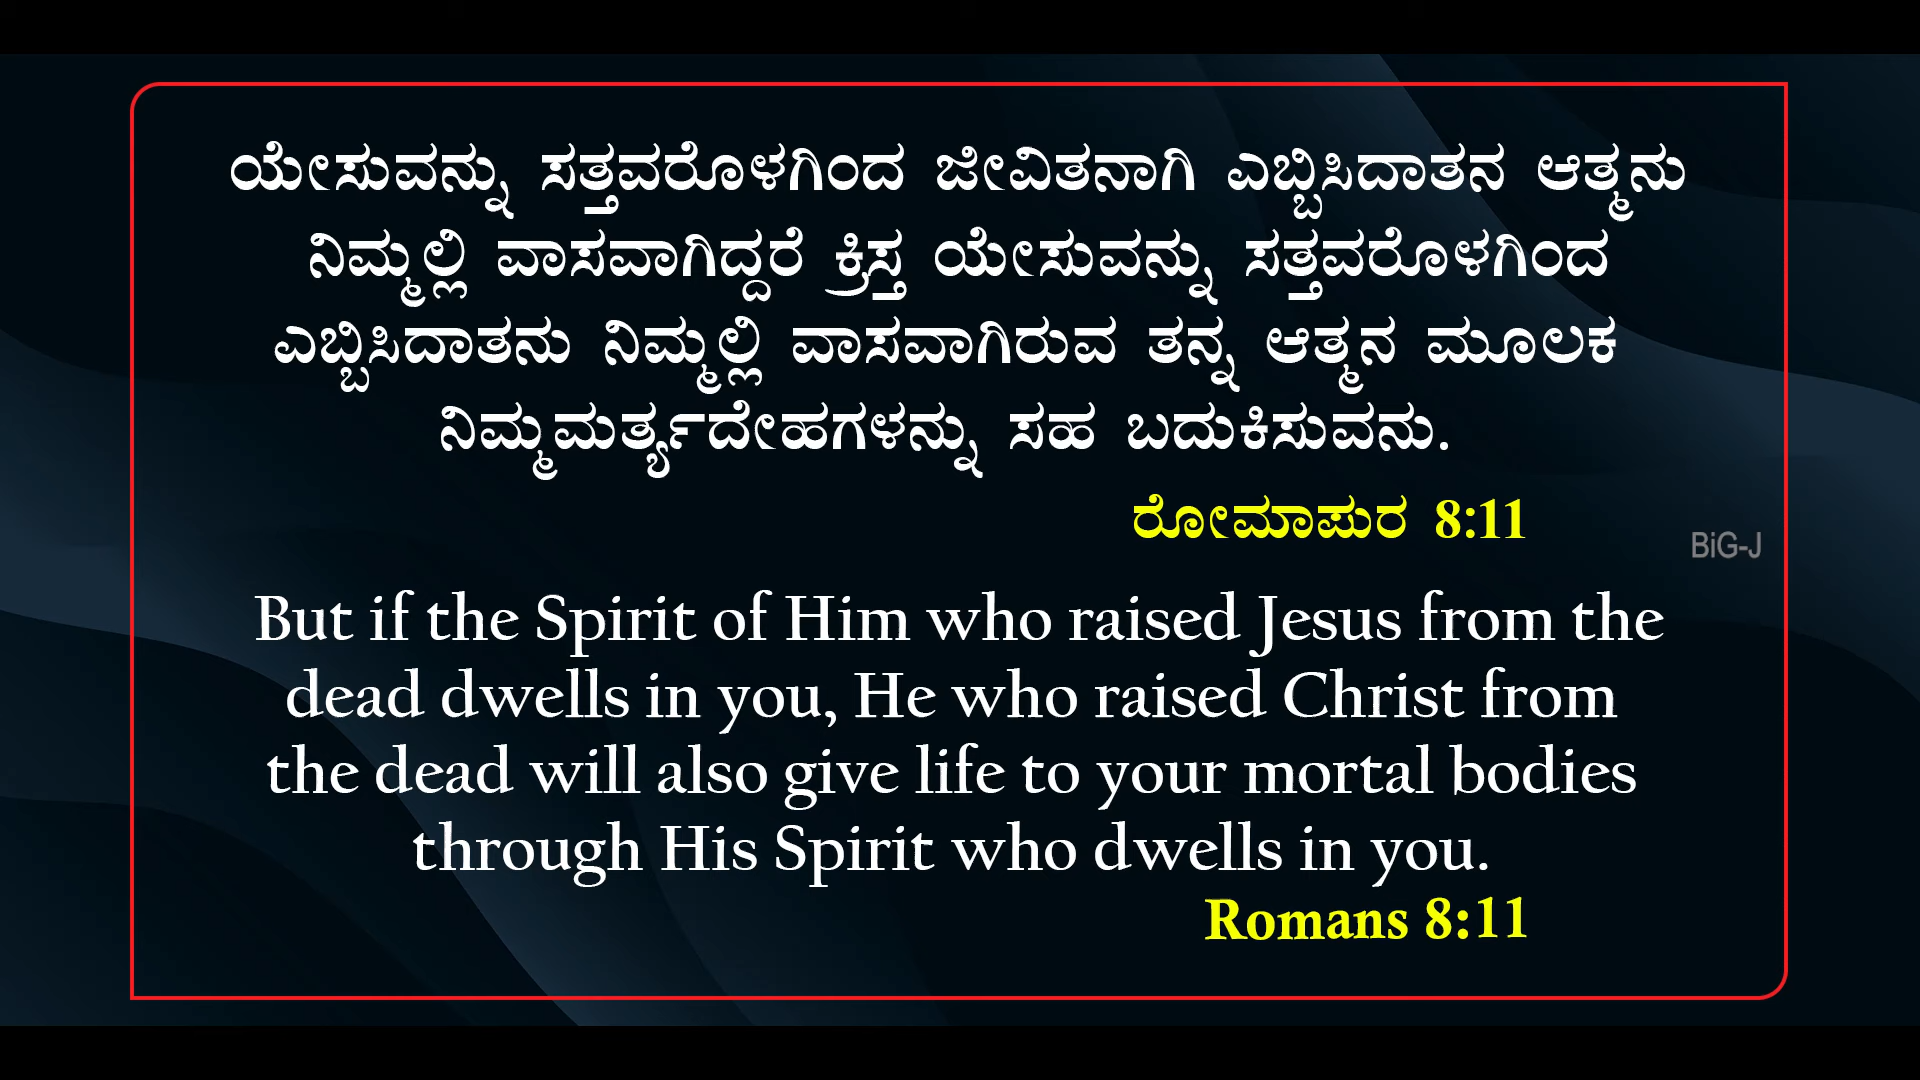 ಯೇಸುವನ್ನು ಸತ್ತವರೊಳಗಿಂದ ಜೀವಿತನಾಗಿ ಎಬ್ಬಿಸಿದಾತನ ಆತ್ಮನು
ನಿಮ್ಮಲ್ಲಿ ವಾಸವಾಗಿದ್ದರೆ ಕ್ರಿಸ್ತ ಯೇಸುವನ್ನು ಸತ್ತವರೊಳಗಿಂದ
ಎಬ್ಬಿಸಿದಾತನು ನಿಮ್ಮಲ್ಲಿ ವಾಸವಾಗಿರುವ ತನ್ನ ಆತ್ಮನ ಮೂಲಕ
ನಿಮ್ಮಮರ್ತ್ಯದೇಹಗಳನ್ನು ಸಹ ಬದುಕಿಸುವನು.
ರೋಮಾಪುರ 8:11
BiG-J
But if the Spirit of Him who raised Jesus from the
dead dwells in you, He who raised Christ from
the dead will also give life to your mortal bodies
through His Spirit who dwells in you.
Romans 8:11